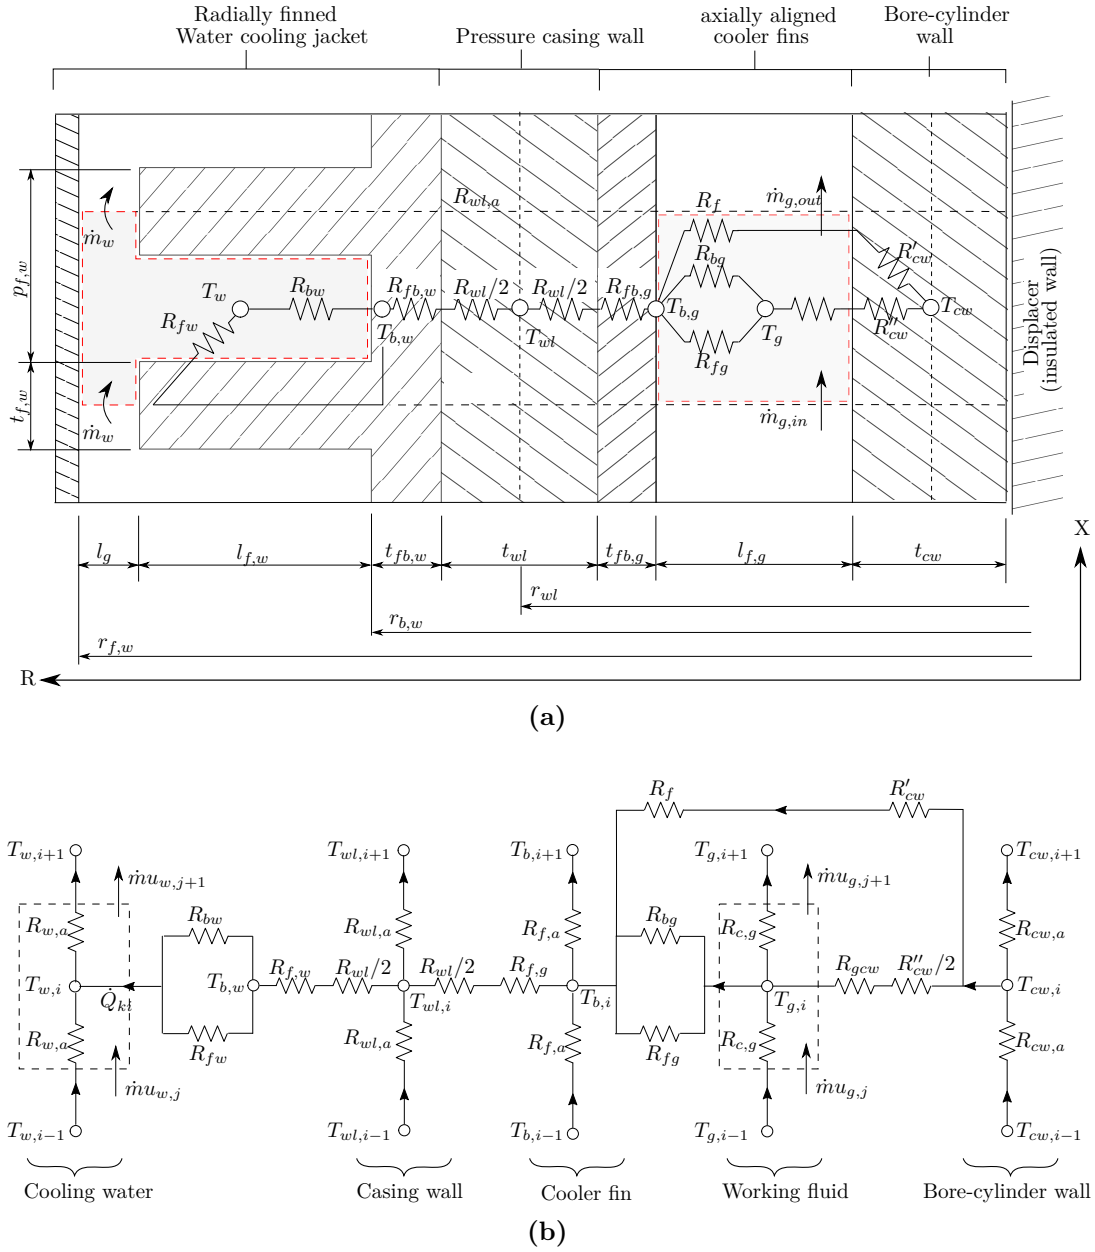 Radially finned
Water cooling jacket
Pressure casing wall
axially aligned
cooler fins
Bore-cylinder
wall
R_{wl,a}
R_f
ṁ_{g,out}
ṁ_w
R'_{cw}
R_{bg}
p_{f,w}
T_w
R_{bw}
R_{fb,w}
R_{wl}/2
R_{wl}/2
R_{fb,g}
T_{b,g}
T_{cw}
R_{fw}
T_{b,w}
T_{wl}
T_g
R''_{cw}
R_{fg}
Displacer
(insulated wall)
t_{f,w}
ṁ_w
ṁ_{g,in}
l_g
l_{f,w}
t_{fb,w}
t_{wl}
t_{fb,g}
l_{f,g}
t_{cw}
X
r_{wl}
r_{b,w}
r_{f,w}
R
(a)
R_f
R'_{cw}
T_{w,i+1}
T_{wl,i+1}
T_{b,i+1}
T_{g,i+1}
T_{cw,i+1}
ṁu_{w,j+1}
ṁu_{g,j+1}
R_{w,a}
R_{bw}
R_{wl,a}
R_{f,a}
R_{bg}
R_{c,g}
R_{cw,a}
T_{w,i}
Q̇_{ki}
T_{b,w}
R_{f,w}
R_{wl}/2
T_{wl,i}
R_{wl}/2
R_{f,g}
T_{b,i}
T_{g,i}
R_{gcw}
R''_{cw}/2
T_{cw,i}
R_{w,a}
R_{fw}
R_{wl,a}
R_{f,a}
R_{fg}
R_{c,g}
R_{cw,a}
ṁu_{w,j}
ṁu_{g,j}
T_{w,i−1}
T_{wl,i−1}
T_{b,i−1}
T_{g,i−1}
T_{cw,i−1}
Cooling water
Casing wall
Cooler fin
Working fluid
Bore-cylinder wall
(b)